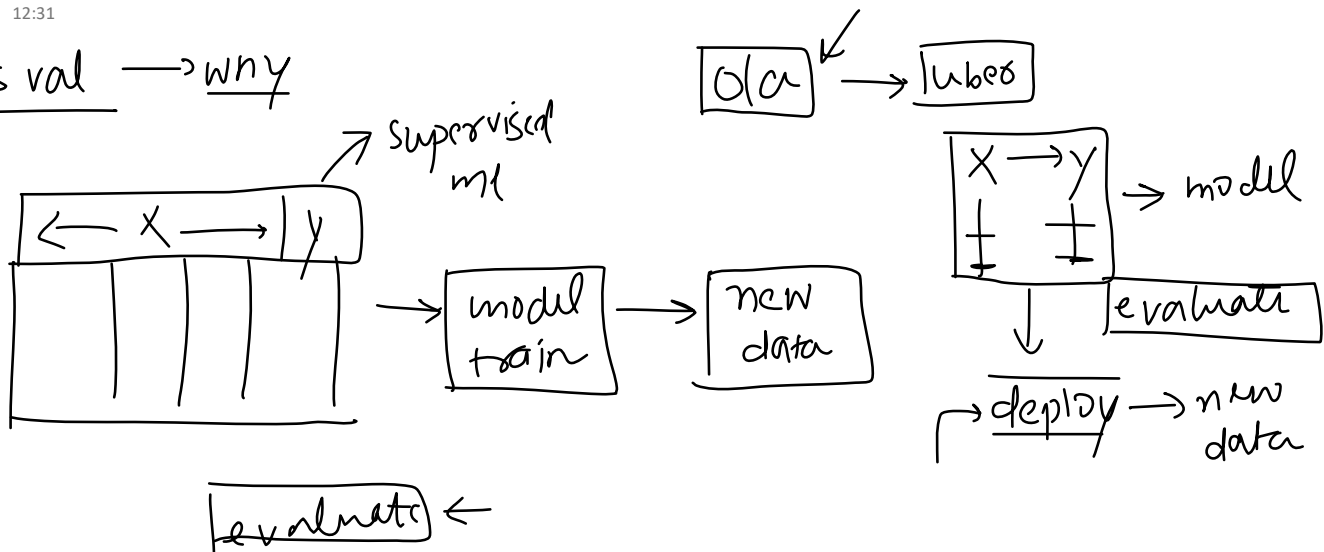 12:31
s val → why
ola → uber
supervised
ml
← X → y
X → y → model
model
train
new
data
evaluate
deploy → new
data
evaluate ←